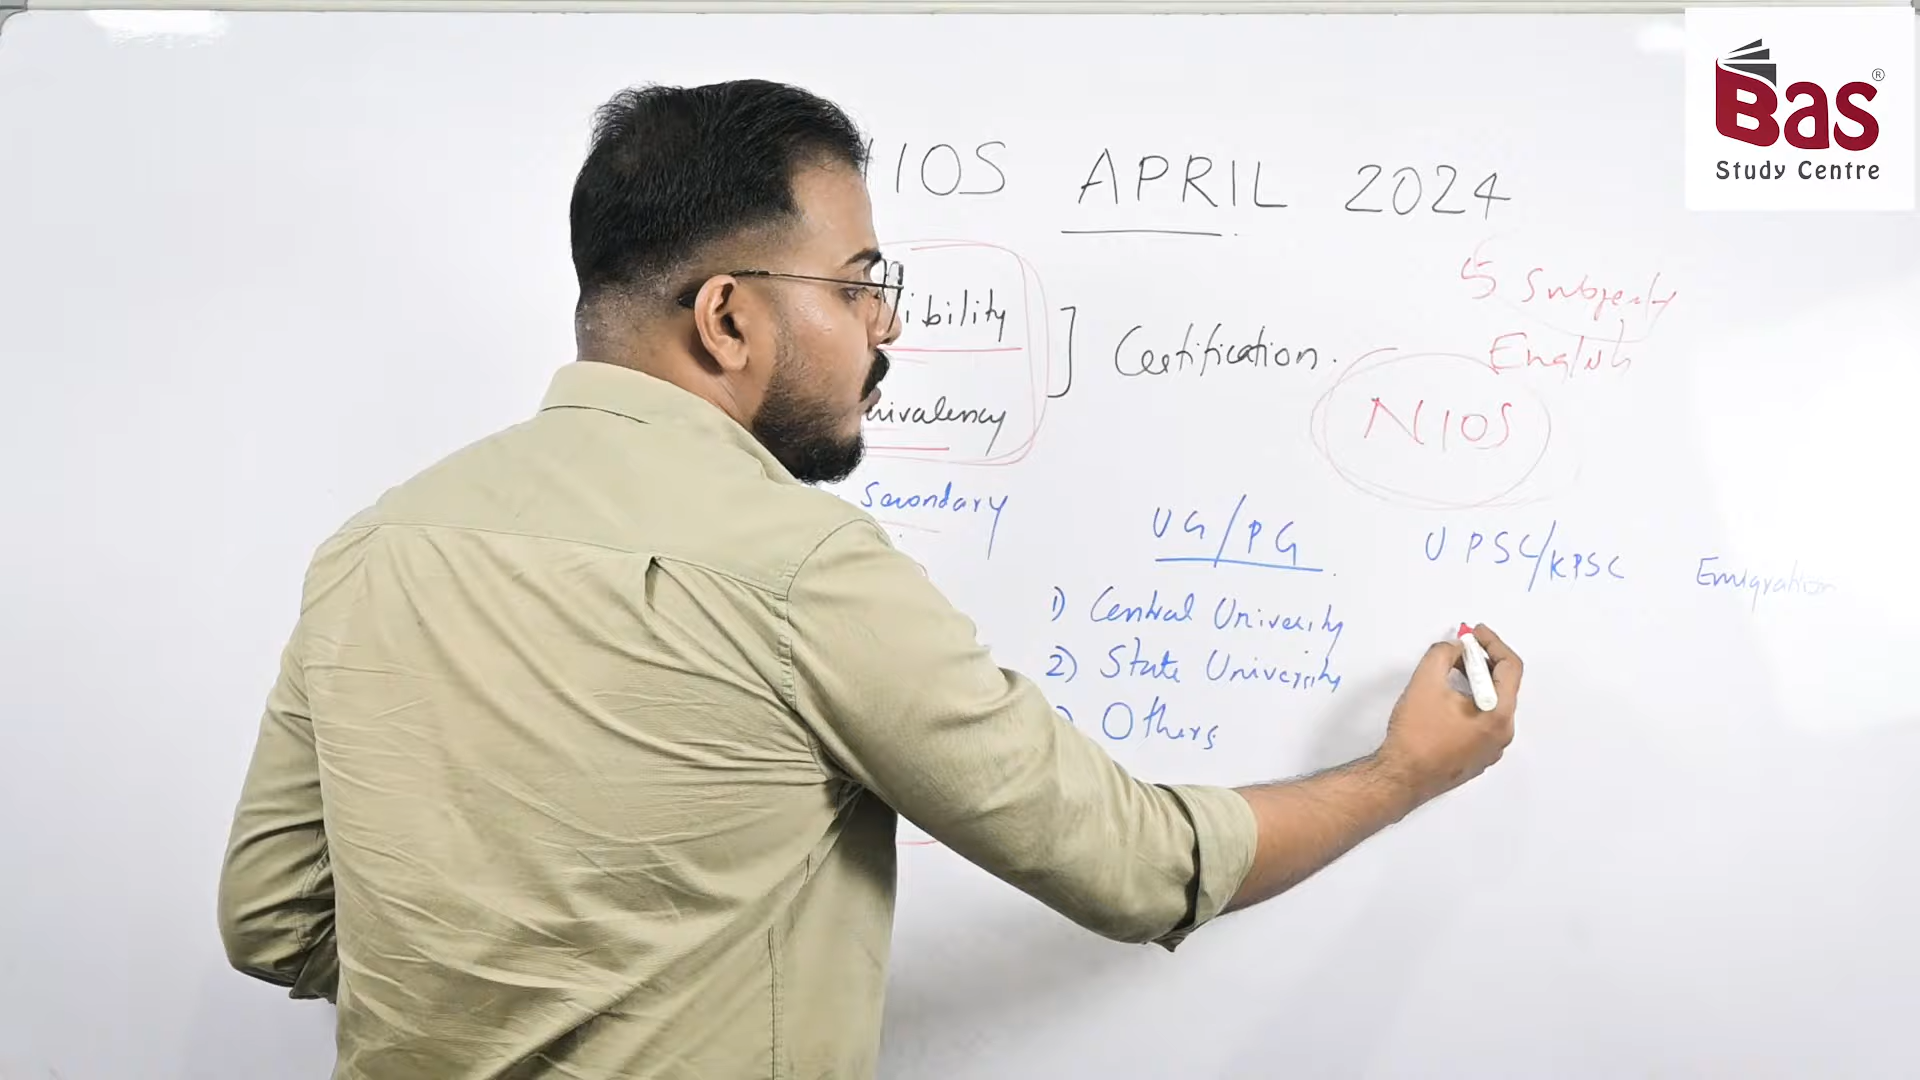 Bas®
Study Centre
IOS APRIL 2024
5 Subjects
ibility
English
Certification.
uivalency
NIOS
Secondary
UG/PG
UPSC/KPSC
Emigration
1) Central University
2) State University
Others